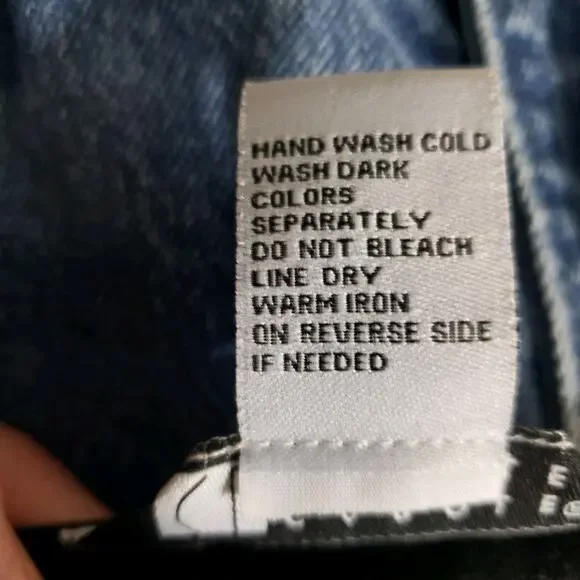 HAND WASH COLD
WASH DARK
COLORS
SEPARATELY
DO NOT BLEACH
LINE DRY
WARM IRON
ON REVERSE SIDE
IF NEEDED